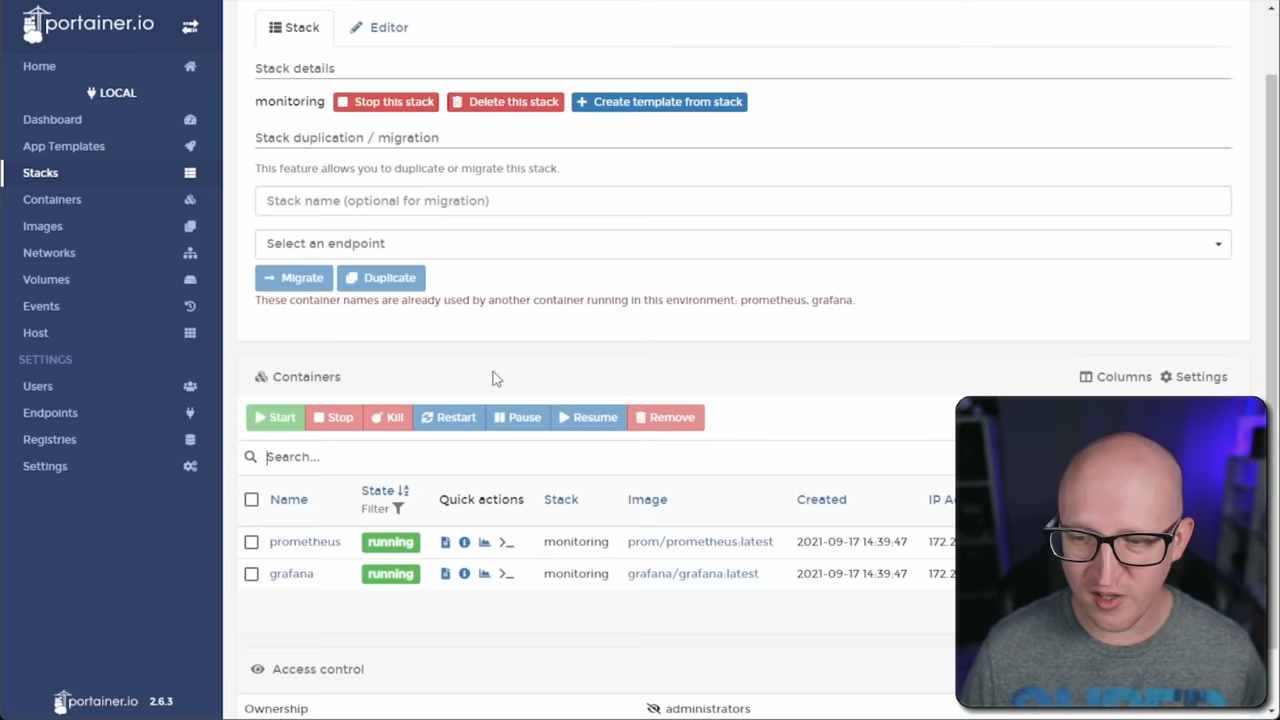 portainer.io
Home
LOCAL
Dashboard
App Templates
Stacks
Containers
Images
Networks
Volumes
Events
Host
SETTINGS
Users
Endpoints
Registries
Settings
portainer.io 2.6.3
Stack Editor
Stack details
monitoring Stop this stack Delete this stack Create template from stack
Stack duplication / migration
This feature allows you to duplicate or migrate this stack.
Stack name (optional for migration)
Select an endpoint
Migrate Duplicate
These container names are already used by another container running in this environment: prometheus, grafana.
Containers Columns Settings
Start Stop Kill Restart Pause Resume Remove
Search...
Name State Filter Quick actions Stack Image Created IP
prometheus running monitoring prom/prometheus:latest 2021-09-17 14:39:47 172.2
grafana running monitoring grafana/grafana:latest 2021-09-17 14:39:47 172.2
Access control
Ownership administrators